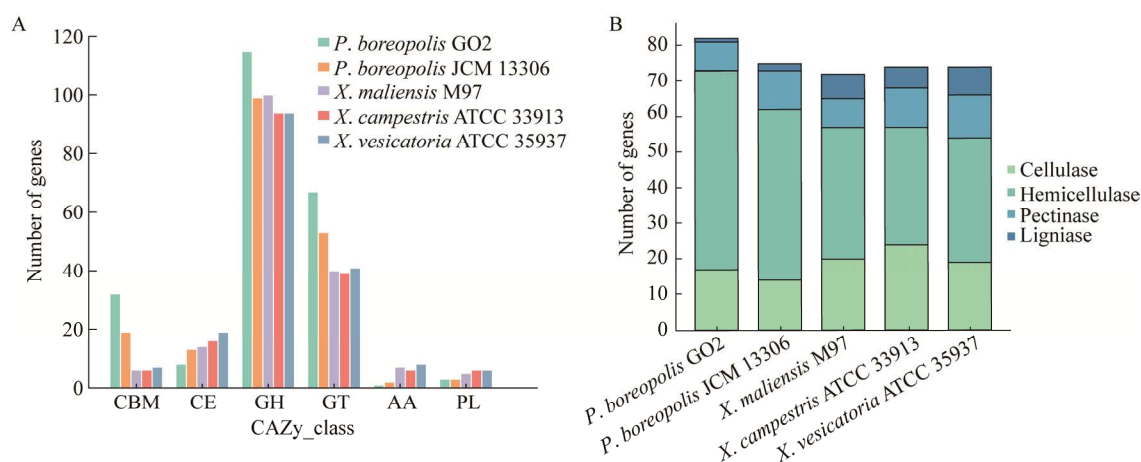 A
Number of genes
120
100
80
60
40
20
0
CBM CE GH GT AA PL
CAZy_class
P. boreopolis GO2
P. boreopolis JCM 13306
X. maliensis M97
X. campestris ATCC 33913
X. vesicatoria ATCC 35937
B
Number of genes
80
70
60
50
40
30
20
10
0
P. boreopolis GO2
P. boreopolis JCM 13306
X. maliensis M97
X. campestris ATCC 33913
X. vesicatoria ATCC 35937
Cellulase
Hemicellulase
Pectinase
Ligniase